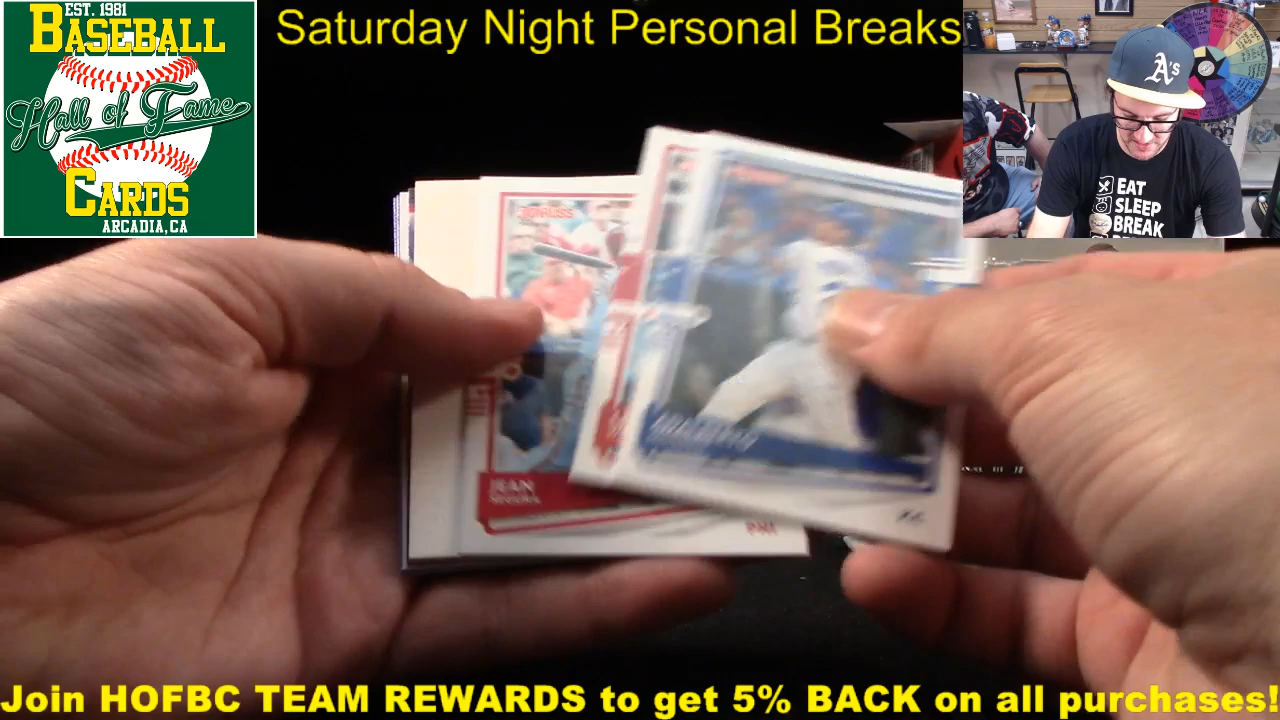 EST. 1981
BASEBALL
Hall of Fame
CARDS
ARCADIA, CA
Saturday Night Personal Breaks
A's
EAT
SLEEP
BREAK
DONRUSS
JEAN
SEGURA
PHI
Join HOFBC TEAM REWARDS to get 5% BACK on all purchases!